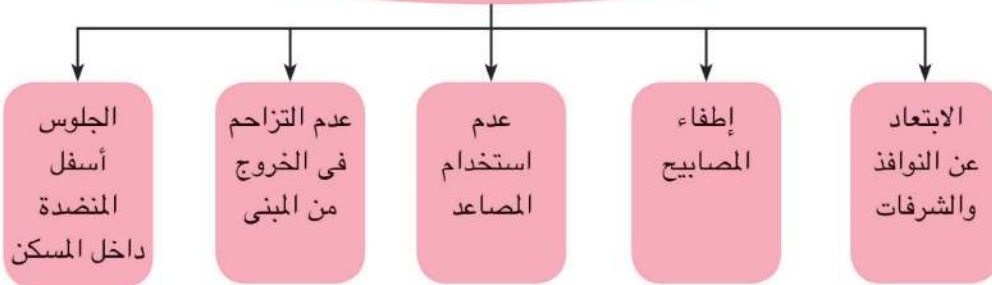 الابتعاد
عن النوافذ
والشرفات
إطفاء
المصابيح
عدم
استخدام
المصاعد
عدم التزاحم
فى الخروج
من المبنى
الجلوس
أسفل
المنضدة
داخل المسكن